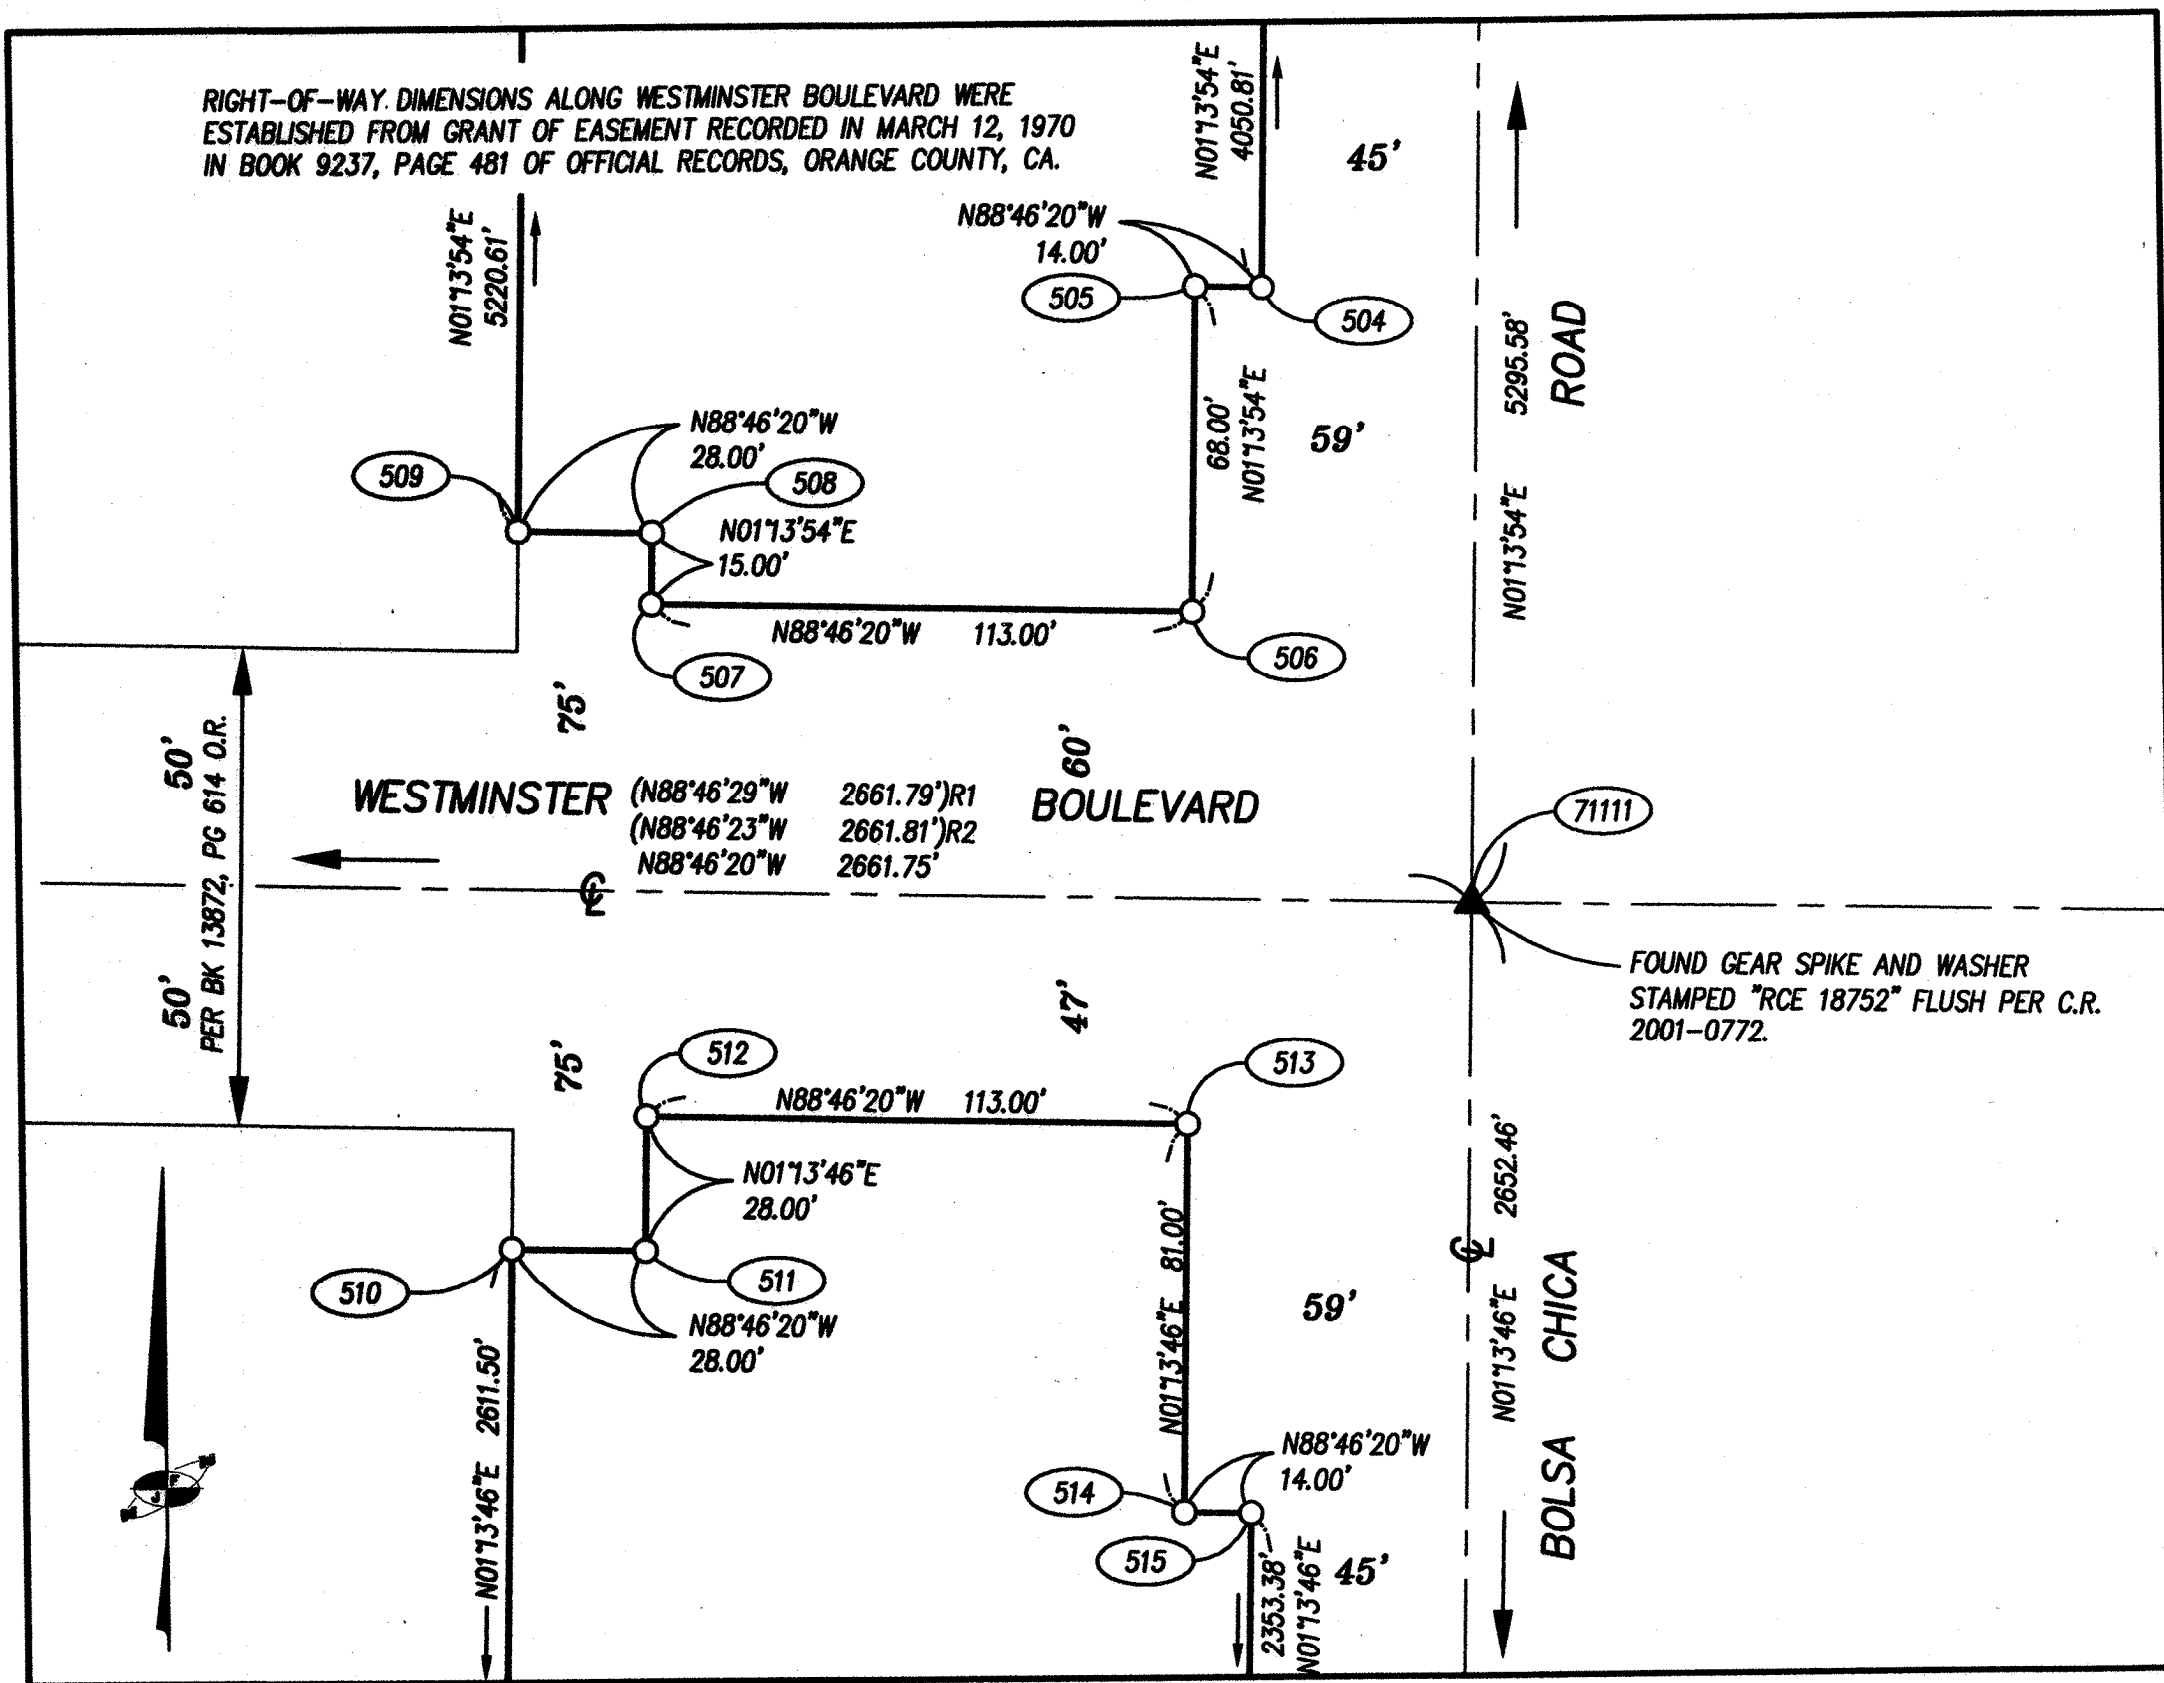 RIGHT-OF-WAY DIMENSIONS ALONG WESTMINSTER BOULEVARD WERE
ESTABLISHED FROM GRANT OF EASEMENT RECORDED IN MARCH 12, 1970
IN BOOK 9237, PAGE 481 OF OFFICIAL RECORDS, ORANGE COUNTY, CA.
N01°13'54"E
4050.81'
45'
N88°46'20"W
14.00'
505
504
N01°13'54"E
5220.61'
5295.58'
N01°13'54"E
ROAD
68.00'
N01°13'54"E
59'
N88°46'20"W
28.00'
509
508
N01°13'54"E
15.00'
N88°46'20"W 113.00'
507
506
75'
60'
50'
50'
PER BK 13872, PG 614 O.R.
WESTMINSTER
BOULEVARD
(N88°46'29"W 2661.79')R1
(N88°46'23"W 2661.81')R2
N88°46'20"W 2661.75'
71111
FOUND GEAR SPIKE AND WASHER
STAMPED "RCE 18752" FLUSH PER C.R.
2001-0772.
75'
47'
512
513
N88°46'20"W 113.00'
N01°13'46"E
28.00'
510
511
N88°46'20"W
28.00'
N01°13'46"E 2611.50'
N01°13'46"E 81.00'
59'
N01°13'46"E 2652.46'
BOLSA CHICA
N88°46'20"W
14.00'
514
515
2353.38'
N01°13'46"E
45'